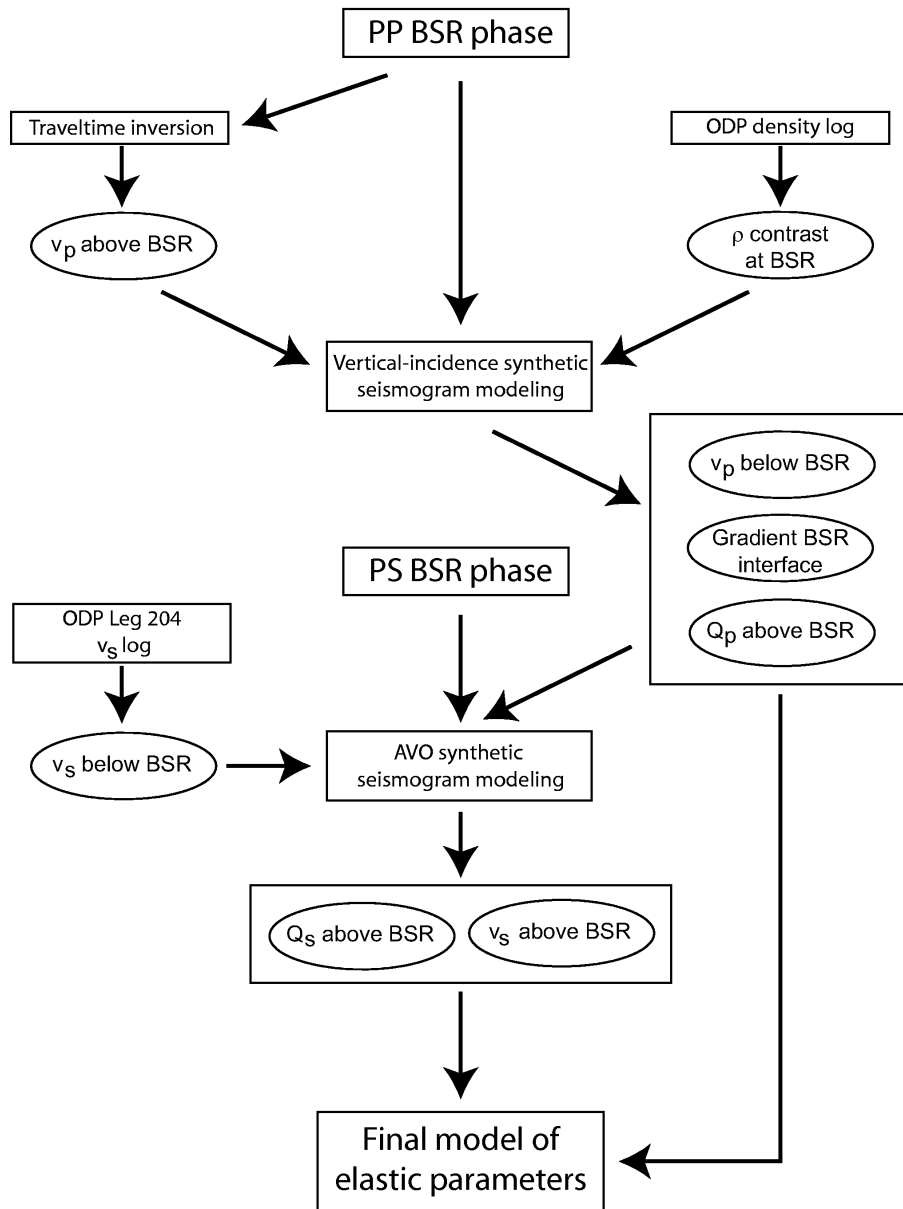 PP BSR phase
Traveltime inversion
ODP density log
vp above BSR
ρ contrast
at BSR
Vertical-incidence synthetic
seismogram modeling
vp below BSR
Gradient BSR
interface
Qp above BSR
PS BSR phase
ODP Leg 204
vs log
vs below BSR
AVO synthetic
seismogram modeling
Qs above BSR
vs above BSR
Final model of
elastic parameters